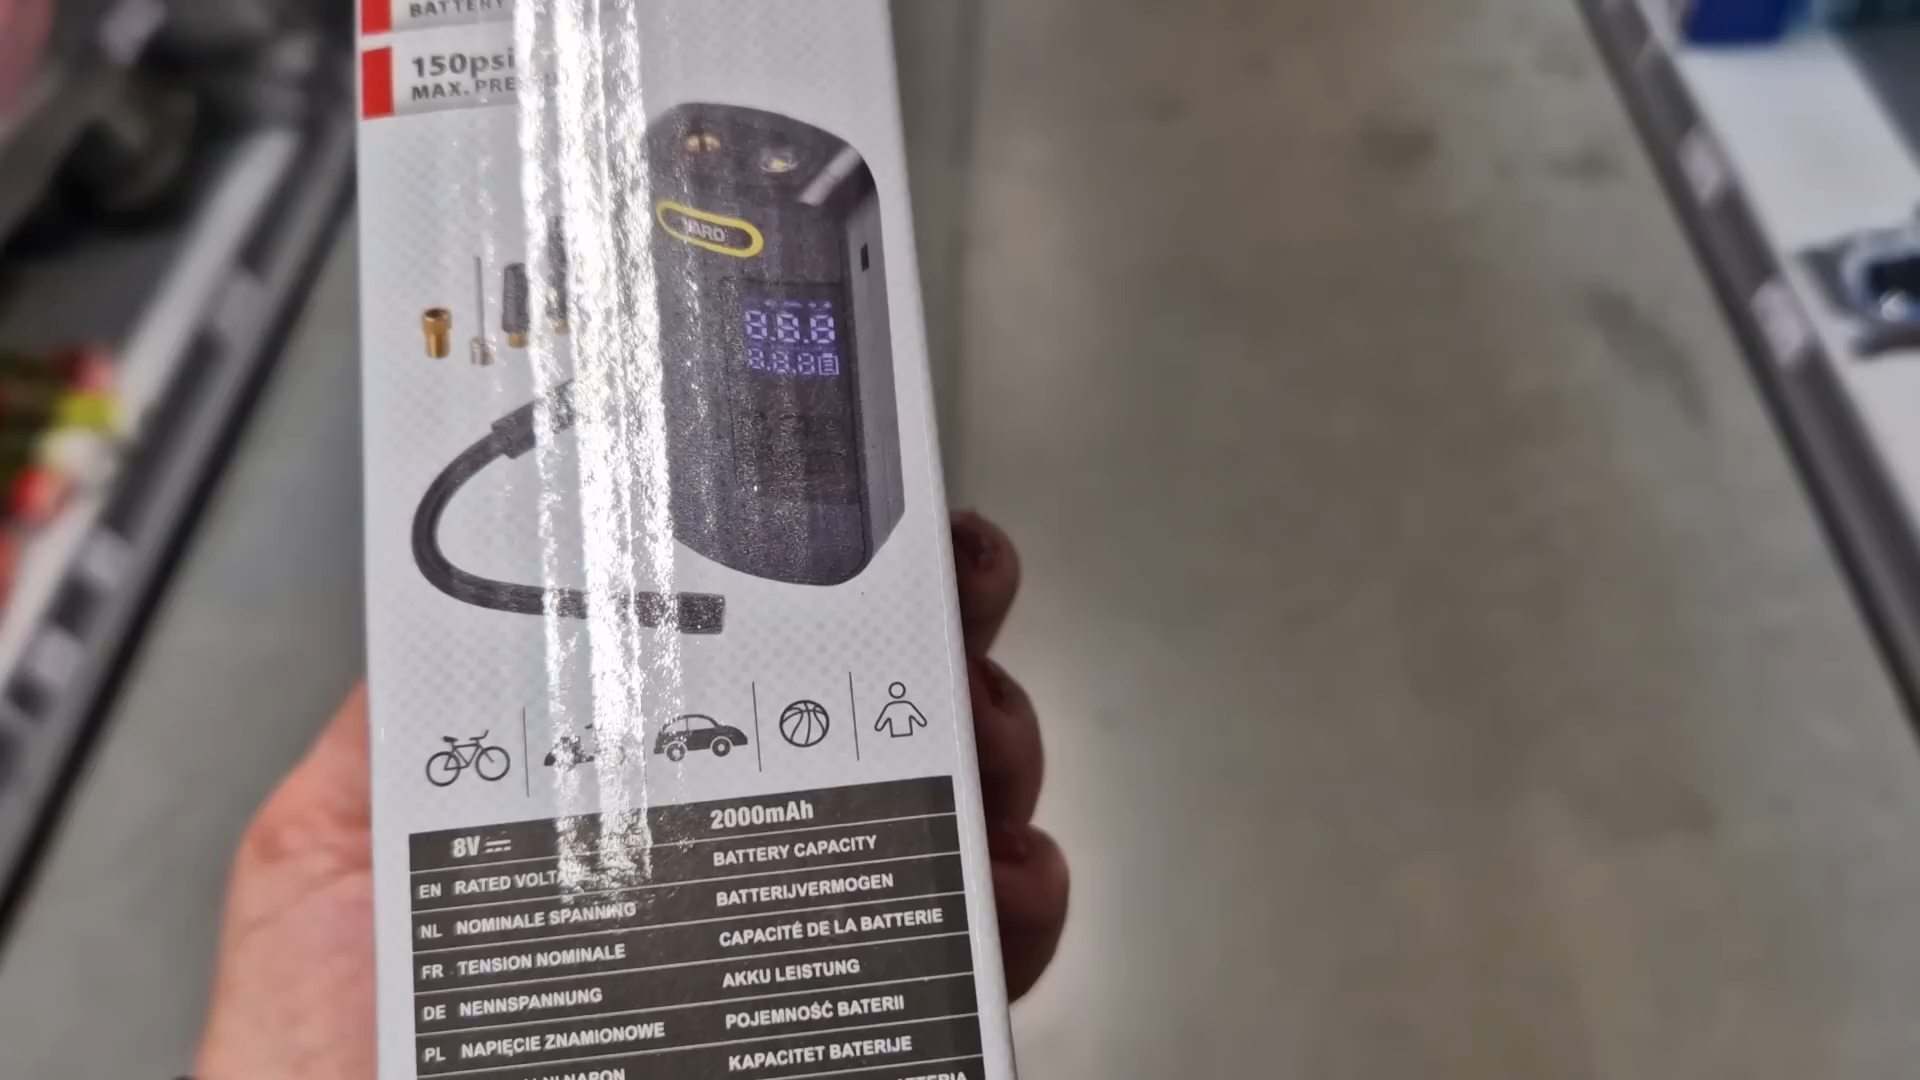 BATTERY
150psi
MAX. PRE
VARO
8.8.8
8.8.8
8V
2000mAh
EN RATED VOLTA BATTERY CAPACITY
NL NOMINALE SPANNING BATTERIJVERMOGEN
FR TENSION NOMINALE CAPACITÉ DE LA BATTERIE
DE NENNSPANNUNG AKKU LEISTUNG
PL NAPIĘCIE ZNAMIONOWE POJEMNOŚĆ BATERII
NAPON KAPACITET BATERIJE